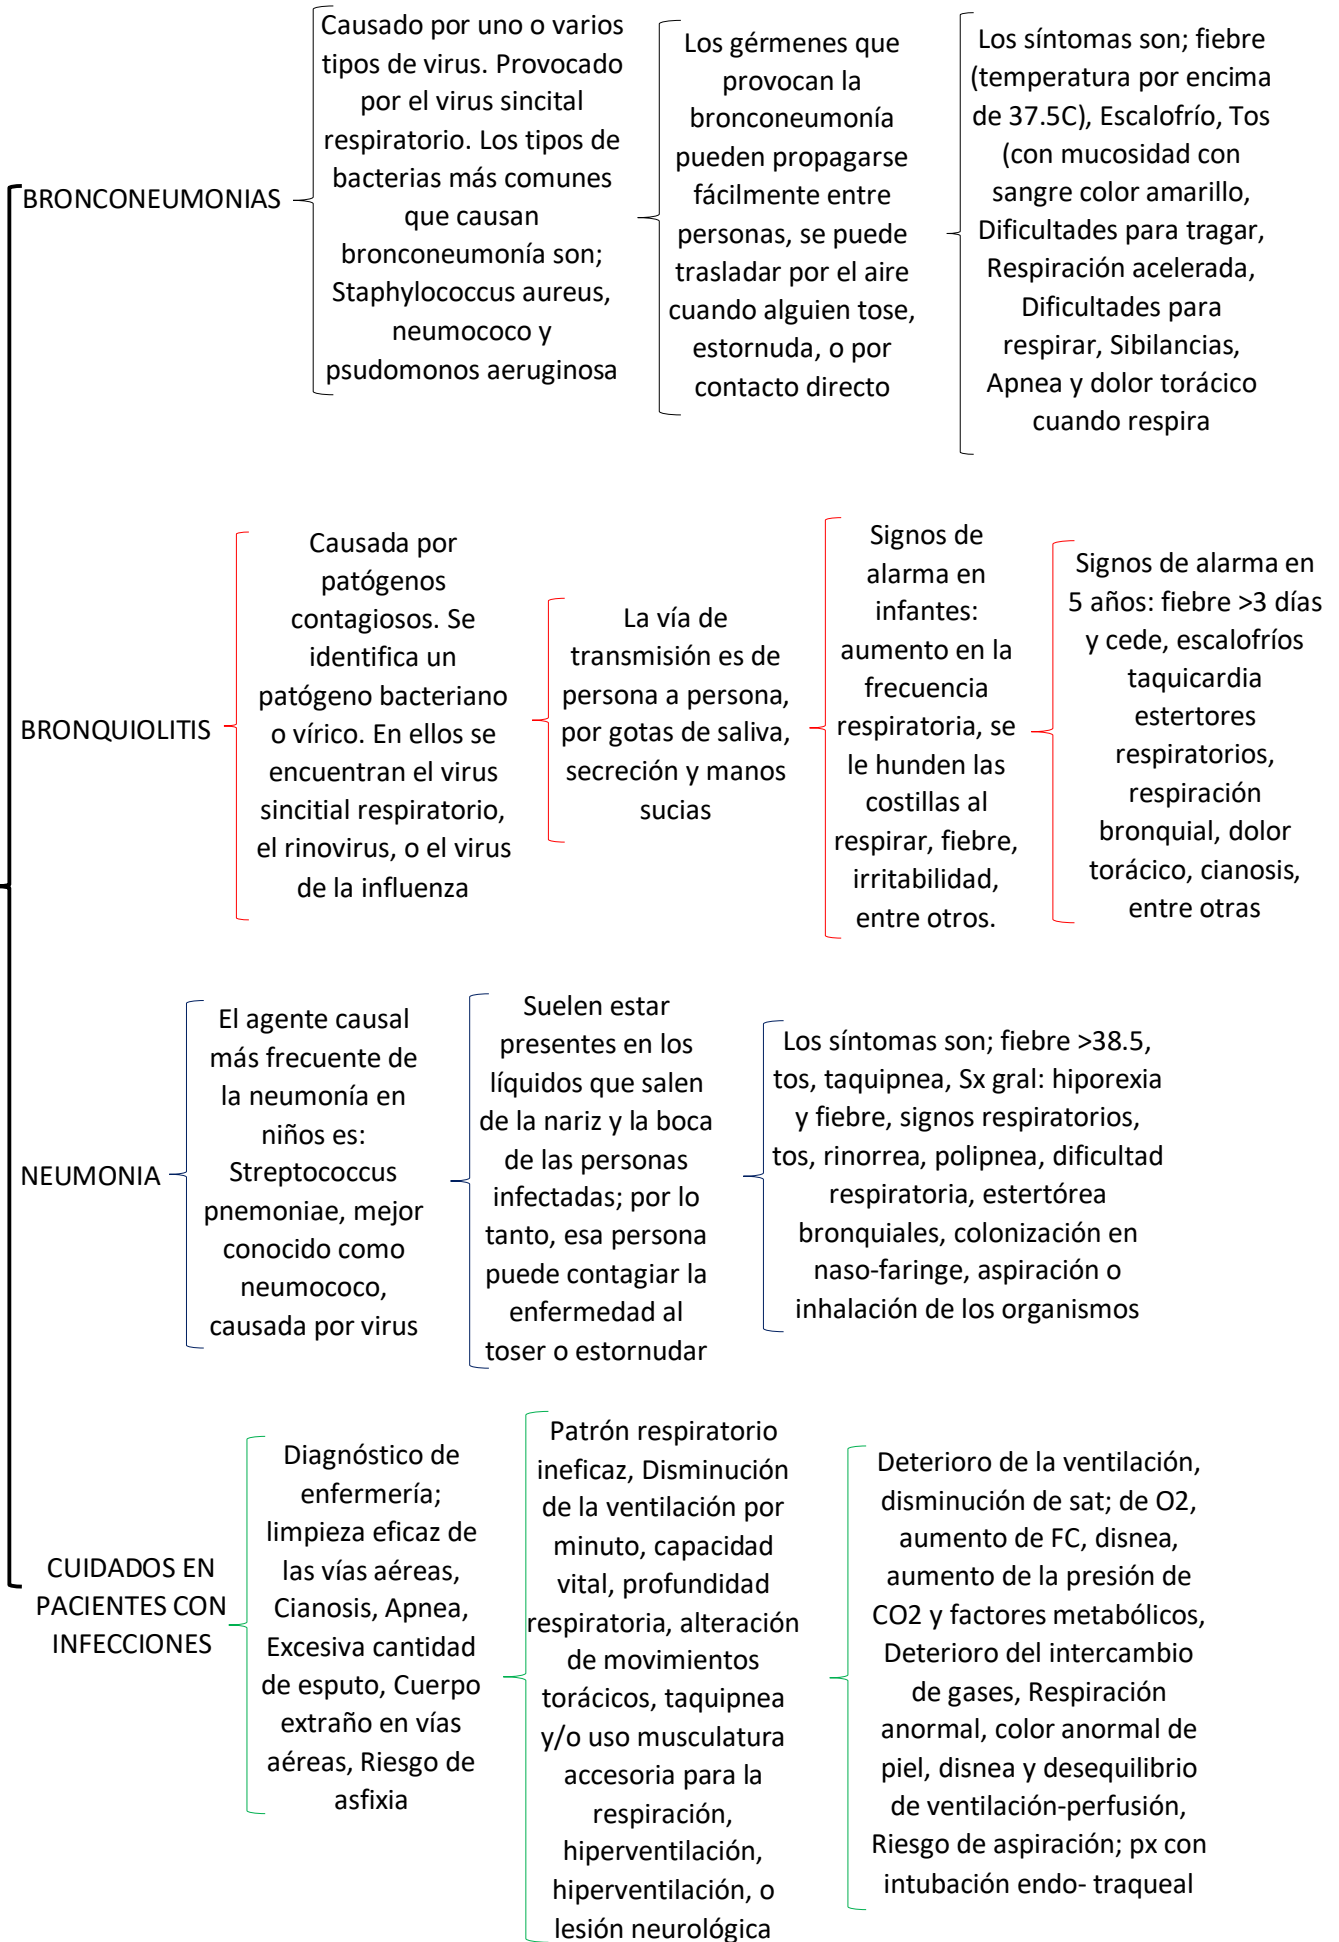 BRONCONEUMONIAS
Causado por uno o varios
tipos de virus. Provocado
por el virus sincital
respiratorio. Los tipos de
bacterias más comunes
que causan
bronconeumonía son;
Staphylococcus aureus,
neumococo y
psudomonos aeruginosa
Los gérmenes que
provocan la
bronconeumonía
pueden propagarse
fácilmente entre
personas, se puede
trasladar por el aire
cuando alguien tose,
estornuda, o por
contacto directo
Los síntomas son; fiebre
(temperatura por encima
de 37.5C), Escalofrío, Tos
(con mucosidad con
sangre color amarillo,
Dificultades para tragar,
Respiración acelerada,
Dificultades para
respirar, Sibilancias,
Apnea y dolor torácico
cuando respira
BRONQUIOLITIS
Causada por
patógenos
contagiosos. Se
identifica un
patógeno bacteriano
o vírico. En ellos se
encuentran el virus
sincitial respiratorio,
el rinovirus, o el virus
de la influenza
La vía de
transmisión es de
persona a persona,
por gotas de saliva,
secreción y manos
sucias
Signos de
alarma en
infantes:
aumento en la
frecuencia
respiratoria, se
le hunden las
costillas al
respirar, fiebre,
irritabilidad,
entre otros.
Signos de alarma en
5 años: fiebre >3 días
y cede, escalofríos
taquicardia
estertores
respiratorios,
respiración
bronquial, dolor
torácico, cianosis,
entre otras
NEUMONIA
El agente causal
más frecuente de
la neumonía en
niños es:
Streptococcus
pnemoniae, mejor
conocido como
neumococo,
causada por virus
Suelen estar
presentes en los
líquidos que salen
de la nariz y la boca
de las personas
infectadas; por lo
tanto, esa persona
puede contagiar la
enfermedad al
toser o estornudar
Los síntomas son; fiebre >38.5,
tos, taquipnea, Sx gral: hiporexia
y fiebre, signos respiratorios,
tos, rinorrea, polipnea, dificultad
respiratoria, estertórea
bronquiales, colonización en
naso-faringe, aspiración o
inhalación de los organismos
CUIDADOS EN
PACIENTES CON
INFECCIONES
Diagnóstico de
enfermería;
limpieza eficaz de
las vías aéreas,
Cianosis, Apnea,
Excesiva cantidad
de esputo, Cuerpo
extraño en vías
aéreas, Riesgo de
asfixia
Patrón respiratorio
ineficaz, Disminución
de la ventilación por
minuto, capacidad
vital, profundidad
respiratoria, alteración
de movimientos
torácicos, taquipnea
y/o uso musculatura
accesoria para la
respiración,
hiperventilación,
hiperventilación, o
lesión neurológica
Deterioro de la ventilación,
disminución de sat; de O2,
aumento de FC, disnea,
aumento de la presión de
CO2 y factores metabólicos,
Deterioro del intercambio
de gases, Respiración
anormal, color anormal de
piel, disnea y desequilibrio
de ventilación-perfusión,
Riesgo de aspiración; px con
intubación endo- traqueal